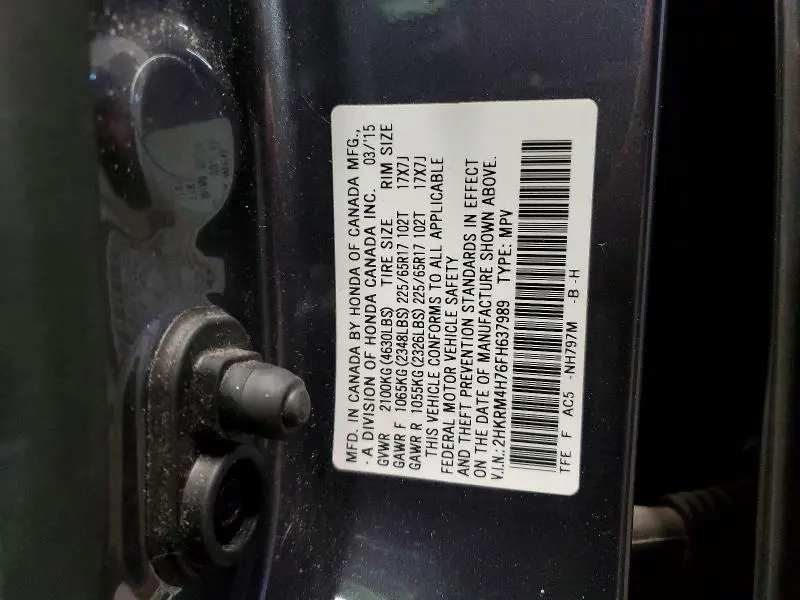 MFD. IN CANADA BY HONDA OF CANADA MFG.,
- A DIVISION OF HONDA CANADA INC. 03/'15
GVWR 2100KG(4630LBS) TIRE SIZE RIM SIZE
GAWR F 1065KG(2348LBS) 225/65R17 102T 17X7J
GAWR R 1055KG(2326LBS) 225/65R17 102T 17X7J
THIS VEHICLE CONFORMS TO ALL APPLICABLE
FEDERAL MOTOR VEHICLE SAFETY
AND THEFT PREVENTION STANDARDS IN EFFECT
ON THE DATE OF MANUFACTURE SHOWN ABOVE.
V.I.N.:2HKRM4H76FH637989 TYPE: MPV
TFE F AC5 -NH797M -B -H